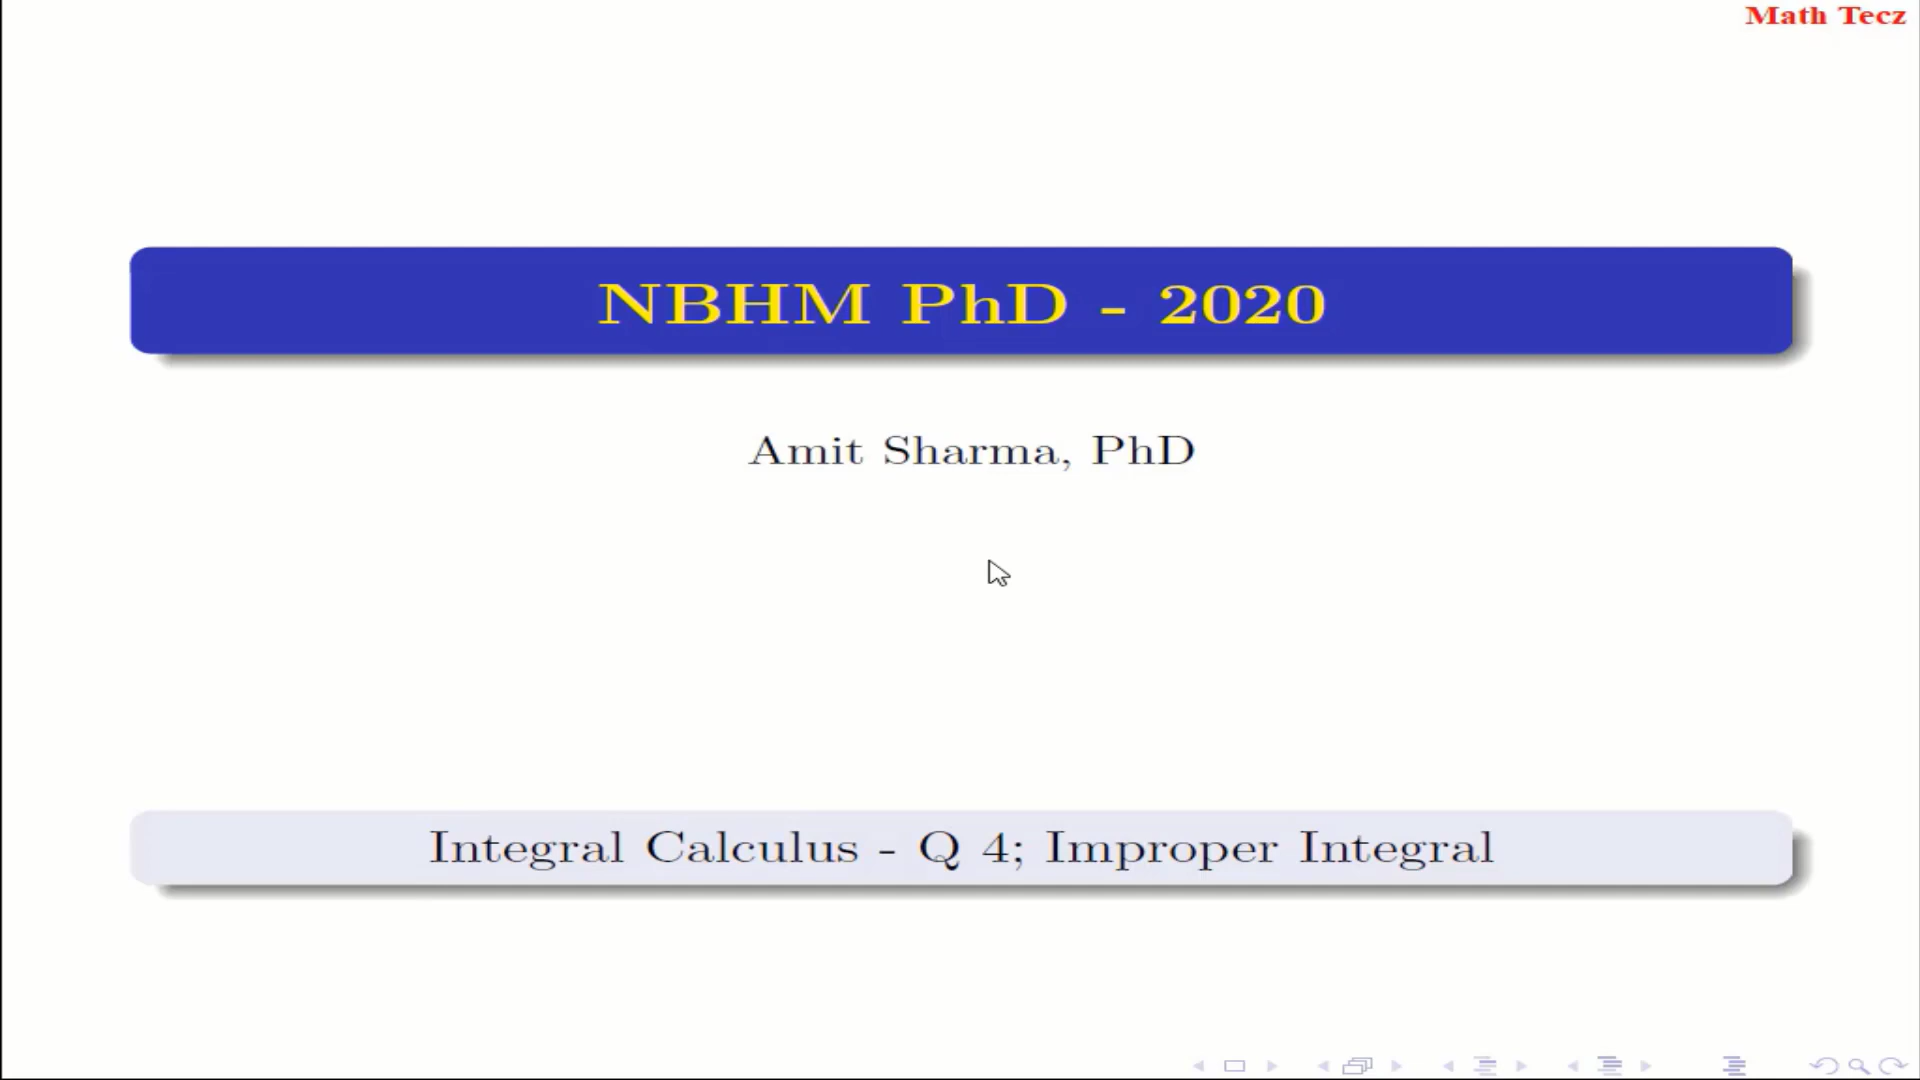 Math Tecz
NBHM PhD - 2020
Amit Sharma, PhD
Integral Calculus - Q 4; Improper Integral